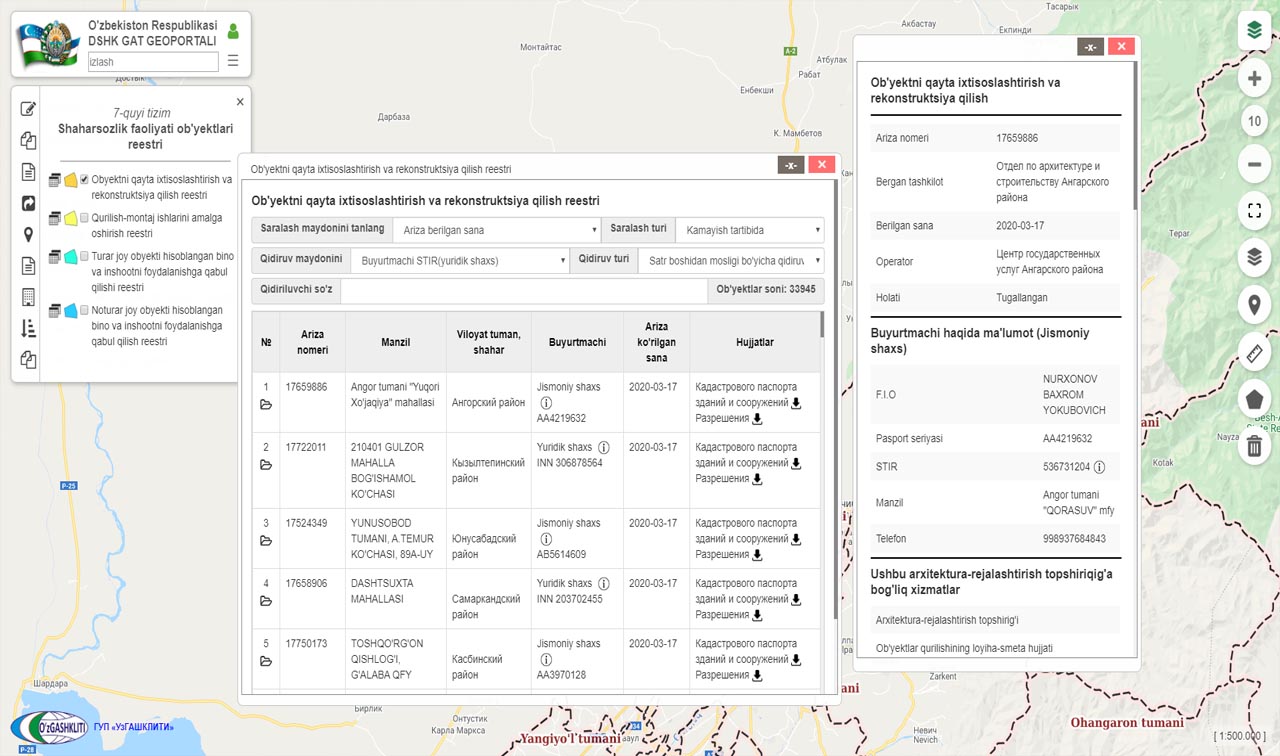 O'zbekiston Respublikasi
DSHK GAT GEOPORTALI
izlash
7-quyi tizim
Shaharsozlik faoliyati ob'yektlari
reestri
Obyektni qayta ixtisoslashtirish va
rekonstruktsiya qilish reestri
Qurilish-montaj ishlarini amalga
oshirish reestri
Turar joy obyekti hisoblangan bino
va inshootni foydalanishga qabul
qilishi reestri
Noturar joy obyekti hisoblangan
bino va inshootni foydalanishga
qabul qilish reestri
Ob'yektni qayta ixtisoslashtirish va rekonstruktsiya qilish reestri
-x-
Ob'yektni qayta ixtisoslashtirish va rekonstruktsiya qilish reestri
Saralash maydonini tanlang
Ariza berilgan sana
Saralash turi
Kamayish tartibida
Qidiruv maydonini
Buyurtmachi STIR(yuridik shaxs)
Qidiruv turi
Satr boshidan mosligi bo'yicha qidiruv
Qidiriluvchi so'z
Ob'yektlar soni: 33945
№
Ariza
nomeri
Manzil
Viloyat tuman,
shahar
Buyurtmachi
Ariza
ko'rilgan
sana
Hujjatlar
1
17659886
Angor tumani "Yuqori
Xo'jaqiya" mahallasi
Ангорский район
Jismoniy shaxs
AA4219632
2020-03-17
Кадастрового паспорта
зданий и сооружений
Разрешения
2
17722011
210401 GULZOR
MAHALLA
BOG'ISHAMOL
KO'CHASI
Кызылтепинский
район
Yuridik shaxs
INN 306878564
2020-03-17
Кадастрового паспорта
зданий и сооружений
Разрешения
3
17524349
YUNUSOBOD
TUMANI, A.TEMUR
KO'CHASI, 89A-UY
Юнусабадский
район
Jismoniy shaxs
AB5614609
2020-03-17
Кадастрового паспорта
зданий и сооружений
Разрешения
4
17658906
DASHTSUXTA
MAHALLASI
Самаркандский
район
Yuridik shaxs
INN 203702455
2020-03-17
Кадастрового паспорта
зданий и сооружений
Разрешения
5
17750173
TOSHQO'RG'ON
QISHLOG'I,
G'ALABA QFY
Касбинский
район
Jismoniy shaxs
AA3970128
2020-03-17
Кадастрового паспорта
зданий и сооружений
Разрешения
-x-
Ob'yektni qayta ixtisoslashtirish va
rekonstruktsiya qilish
Ariza nomeri
17659886
Bergan tashkilot
Отдел по архитектуре и
строительству Ангарского
района
Berilgan sana
2020-03-17
Operator
Центр государственных
услуг Ангарского района
Holati
Tugallangan
Buyurtmachi haqida ma'lumot (Jismoniy
shaxs)
F.I.O
NURXONOV
BAXROM
YOKUBOVICH
Pasport seriyasi
AA4219632
STIR
536731204
Manzil
Angor tumani
"QORASUV" mfy
Telefon
998937684843
Ushbu arxitektura-rejalashtirish topshiriqig'a
bog'liq xizmatlar
Arxitektura-rejalashtirish topshirig'i
Ob'yektlar qurilishining loyiha-smeta hujjati
10
Тасарык
Акбастау
Екпинди
Монтайтас
A-2
Атбулак
Рабат
Енбекши
Дарбаза
К. Мамбетов
Достык
Тераг
Kotak
P-25
Шардара
Бирлик
Онтустик
Карла Маркса
Zarkent
Невич
Nevich
Yangiyo'l tumani
Ohangaron tumani
P-28
O'ZGASHKLITI
ГУП «УзГАШКЛИТИ»
[ 1:500.000 ]